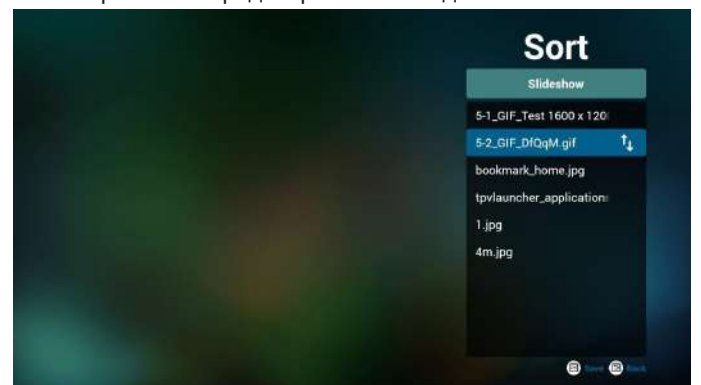 Sort
Slideshow
5-1_GIF_Test 1600 x 120
5-2_GIF_DfQqM.gif
bookmark_home.jpg
tpvlauncher_application
1.jpg
4m.jpg
Save Back